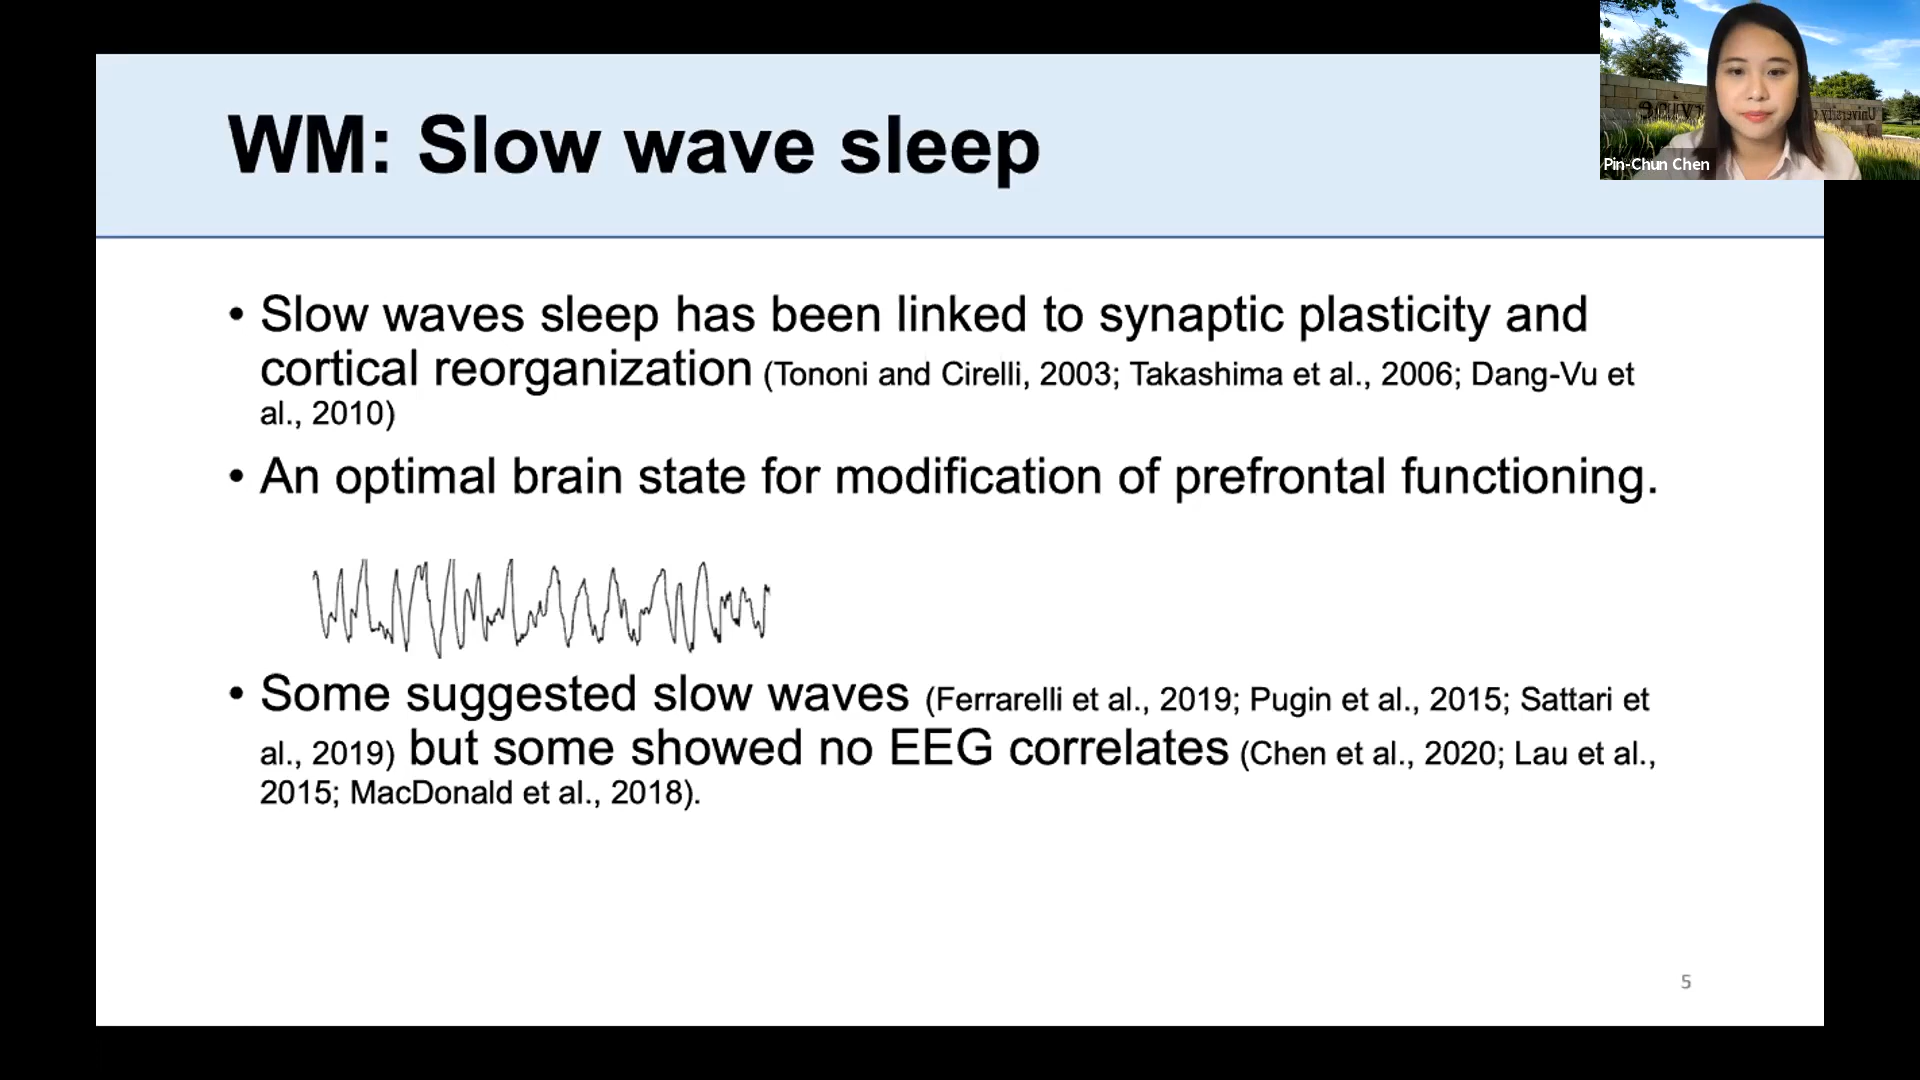 WM: Slow wave sleep
Pin-Chun Chen
• Slow waves sleep has been linked to synaptic plasticity and
cortical reorganization (Tononi and Cirelli, 2003; Takashima et al., 2006; Dang-Vu et
al., 2010)
• An optimal brain state for modification of prefrontal functioning.
• Some suggested slow waves (Ferrarelli et al., 2019; Pugin et al., 2015; Sattari et
al., 2019) but some showed no EEG correlates (Chen et al., 2020; Lau et al.,
2015; MacDonald et al., 2018).
5